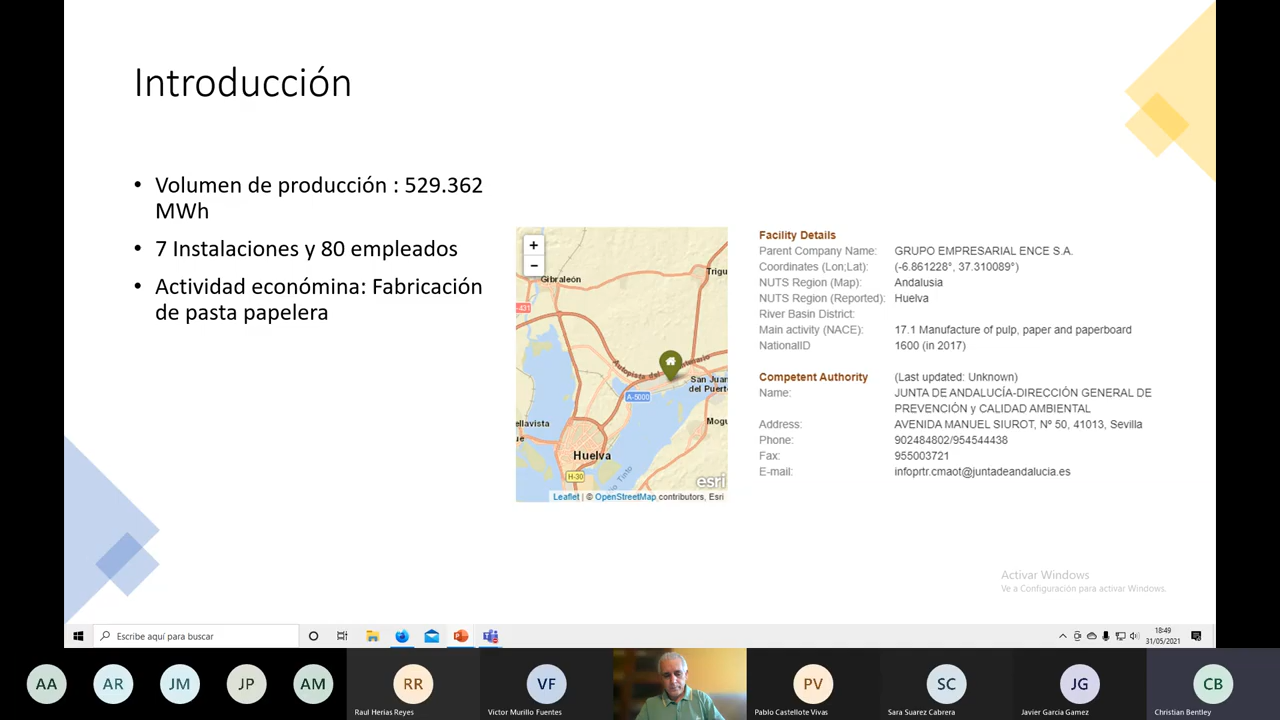 Introducción
• Volumen de producción : 529.362
MWh
• 7 Instalaciones y 80 empleados
• Actividad económina: Fabricación
de pasta papelera
+
−
Gibraleón
Trigu
-431
Autopista del
San Juan
del Puerto
A-5000
ellavista
ue
Mogu
Huelva
H-30
Tinto
esri
Leaflet | © OpenStreetMap contributors, Esri
Facility Details
Parent Company Name: GRUPO EMPRESARIAL ENCE S.A.
Coordinates (Lon;Lat): (-6.861228°, 37.310089°)
NUTS Region (Map): Andalusia
NUTS Region (Reported): Huelva
River Basin District:
Main activity (NACE): 17.1 Manufacture of pulp, paper and paperboard
NationalID 1600 (in 2017)
Competent Authority (Last updated: Unknown)
Name: JUNTA DE ANDALUCÍA-DIRECCIÓN GENERAL DE
PREVENCIÓN y CALIDAD AMBIENTAL
Address: AVENIDA MANUEL SIUROT, Nº 50, 41013, Sevilla
Phone: 902484802/954544438
Fax: 955003721
E-mail: infoprtr.cmaot@juntadeandalucia.es
Activar Windows
Ve a Configuración para activar Windows.
Escribe aquí para buscar
18:49
31/05/2021
AA AR JM JP AM RR VF PV SC JG CB
Raul Herias Reyes Victor Murillo Fuentes Pablo Castellote Vivas Sara Suarez Cabrera Javier Garcia Gamez Christian Bentley